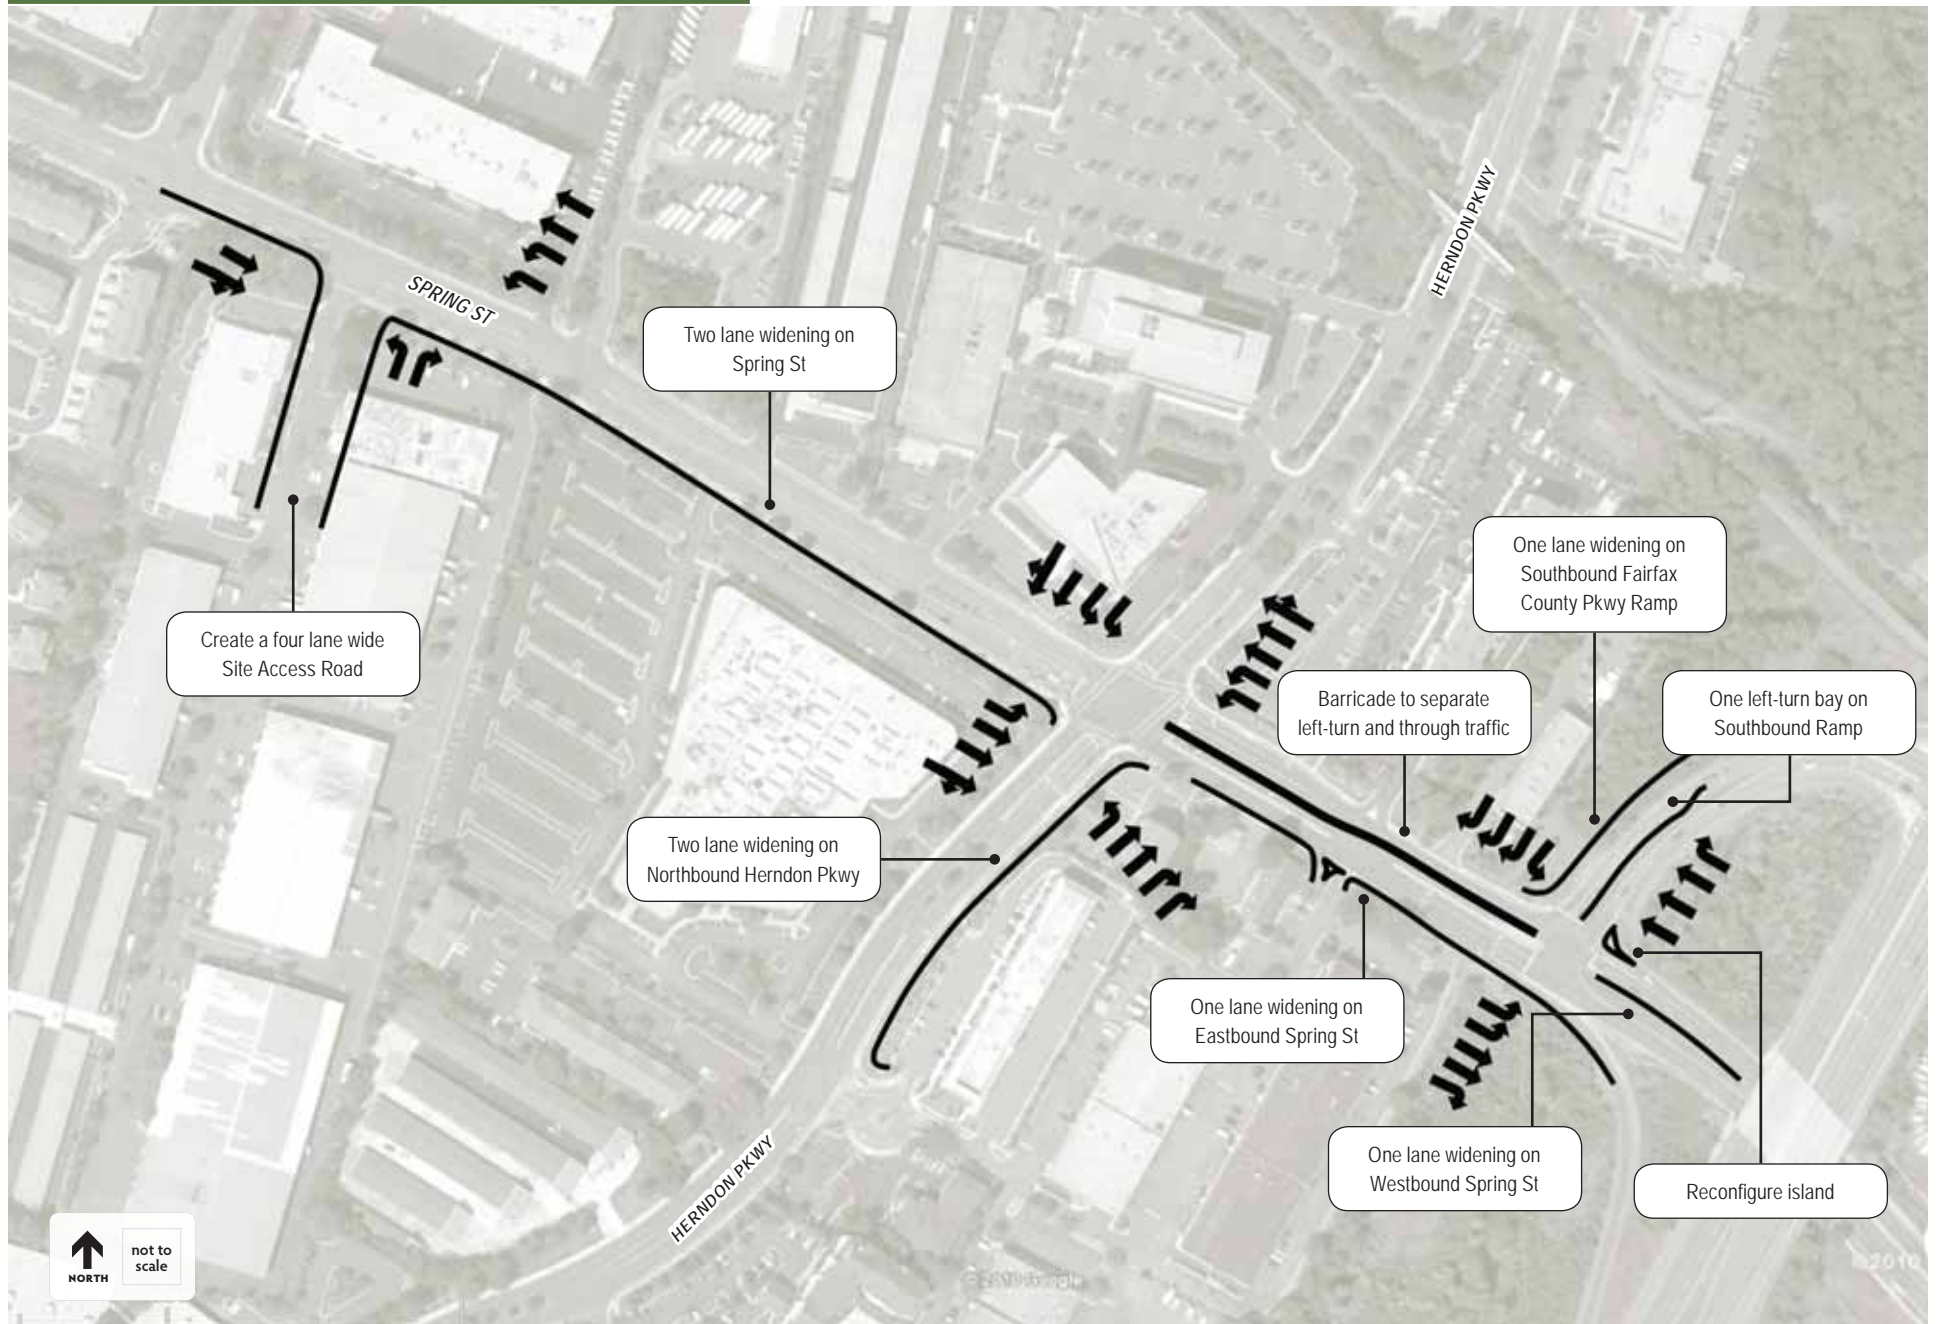 HERNDON PKWY
SPRING ST
Two lane widening on
Spring St
One lane widening on
Southbound Fairfax
County Pkwy Ramp
Create a four lane wide
Site Access Road
Barricade to separate
left-turn and through traffic
One left-turn bay on
Southbound Ramp
Two lane widening on
Northbound Herndon Pkwy
One lane widening on
Eastbound Spring St
One lane widening on
Westbound Spring St
Reconfigure island
HERNDON PKWY
NORTH
not to
scale
©2010